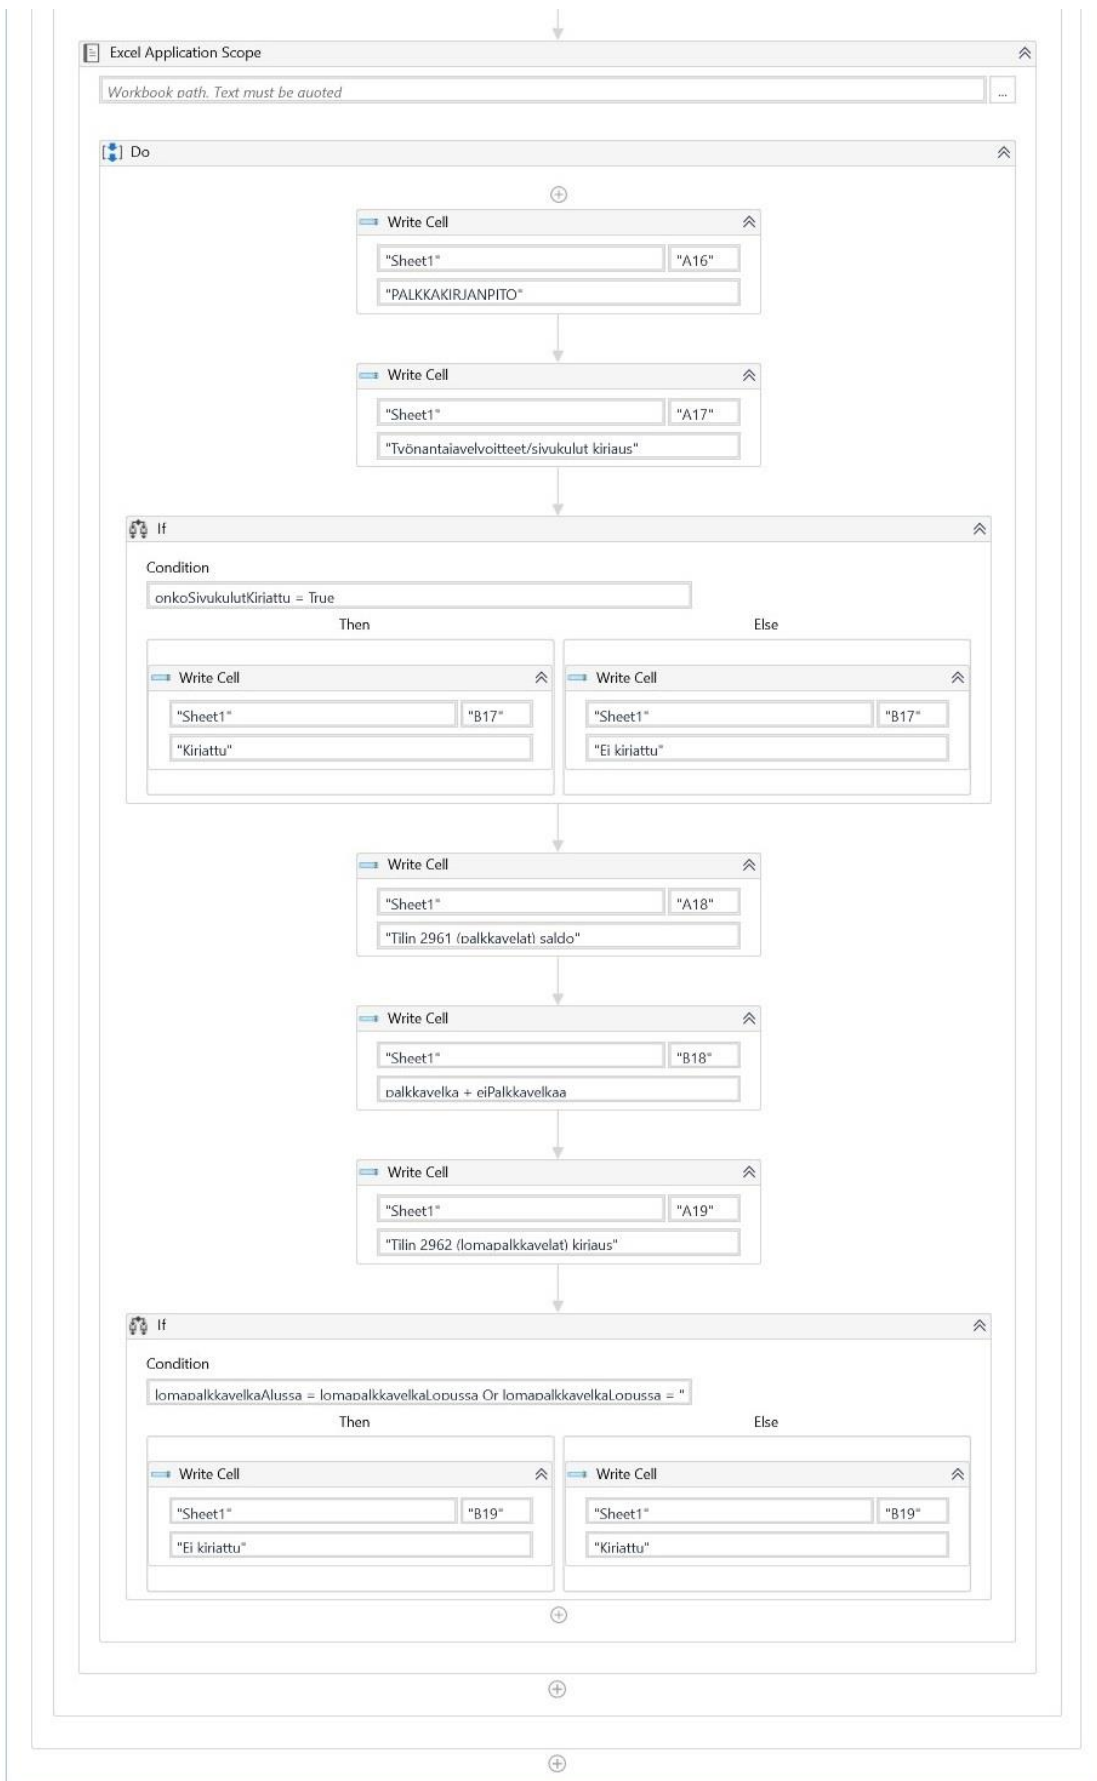 Excel Application Scope
Workbook path. Text must be quoted
...
Do
Write Cell
"Sheet1" "A16"
"PALKKAKIRJANPITO"
Write Cell
"Sheet1" "A17"
"Työnantajavelvoitteet/sivukulut kirjaus"
If
Condition
onkoSivukulutKirjattu = True
Then Else
Write Cell Write Cell
"Sheet1" "B17" "Sheet1" "B17"
"Kirjattu" "Ei kirjattu"
Write Cell
"Sheet1" "A18"
"Tilin 2961 (palkkavelat) saldo"
Write Cell
"Sheet1" "B18"
palkkavelka + eiPalkkavelkaa
Write Cell
"Sheet1" "A19"
"Tilin 2962 (lomapalkkavelat) kirjaus"
If
Condition
lomapalkkavelkaAlussa = lomapalkkavelkaLopussa Or lomapalkkavelkaLopussa = "
Then Else
Write Cell Write Cell
"Sheet1" "B19" "Sheet1" "B19"
"Ei kirjattu" "Kirjattu"